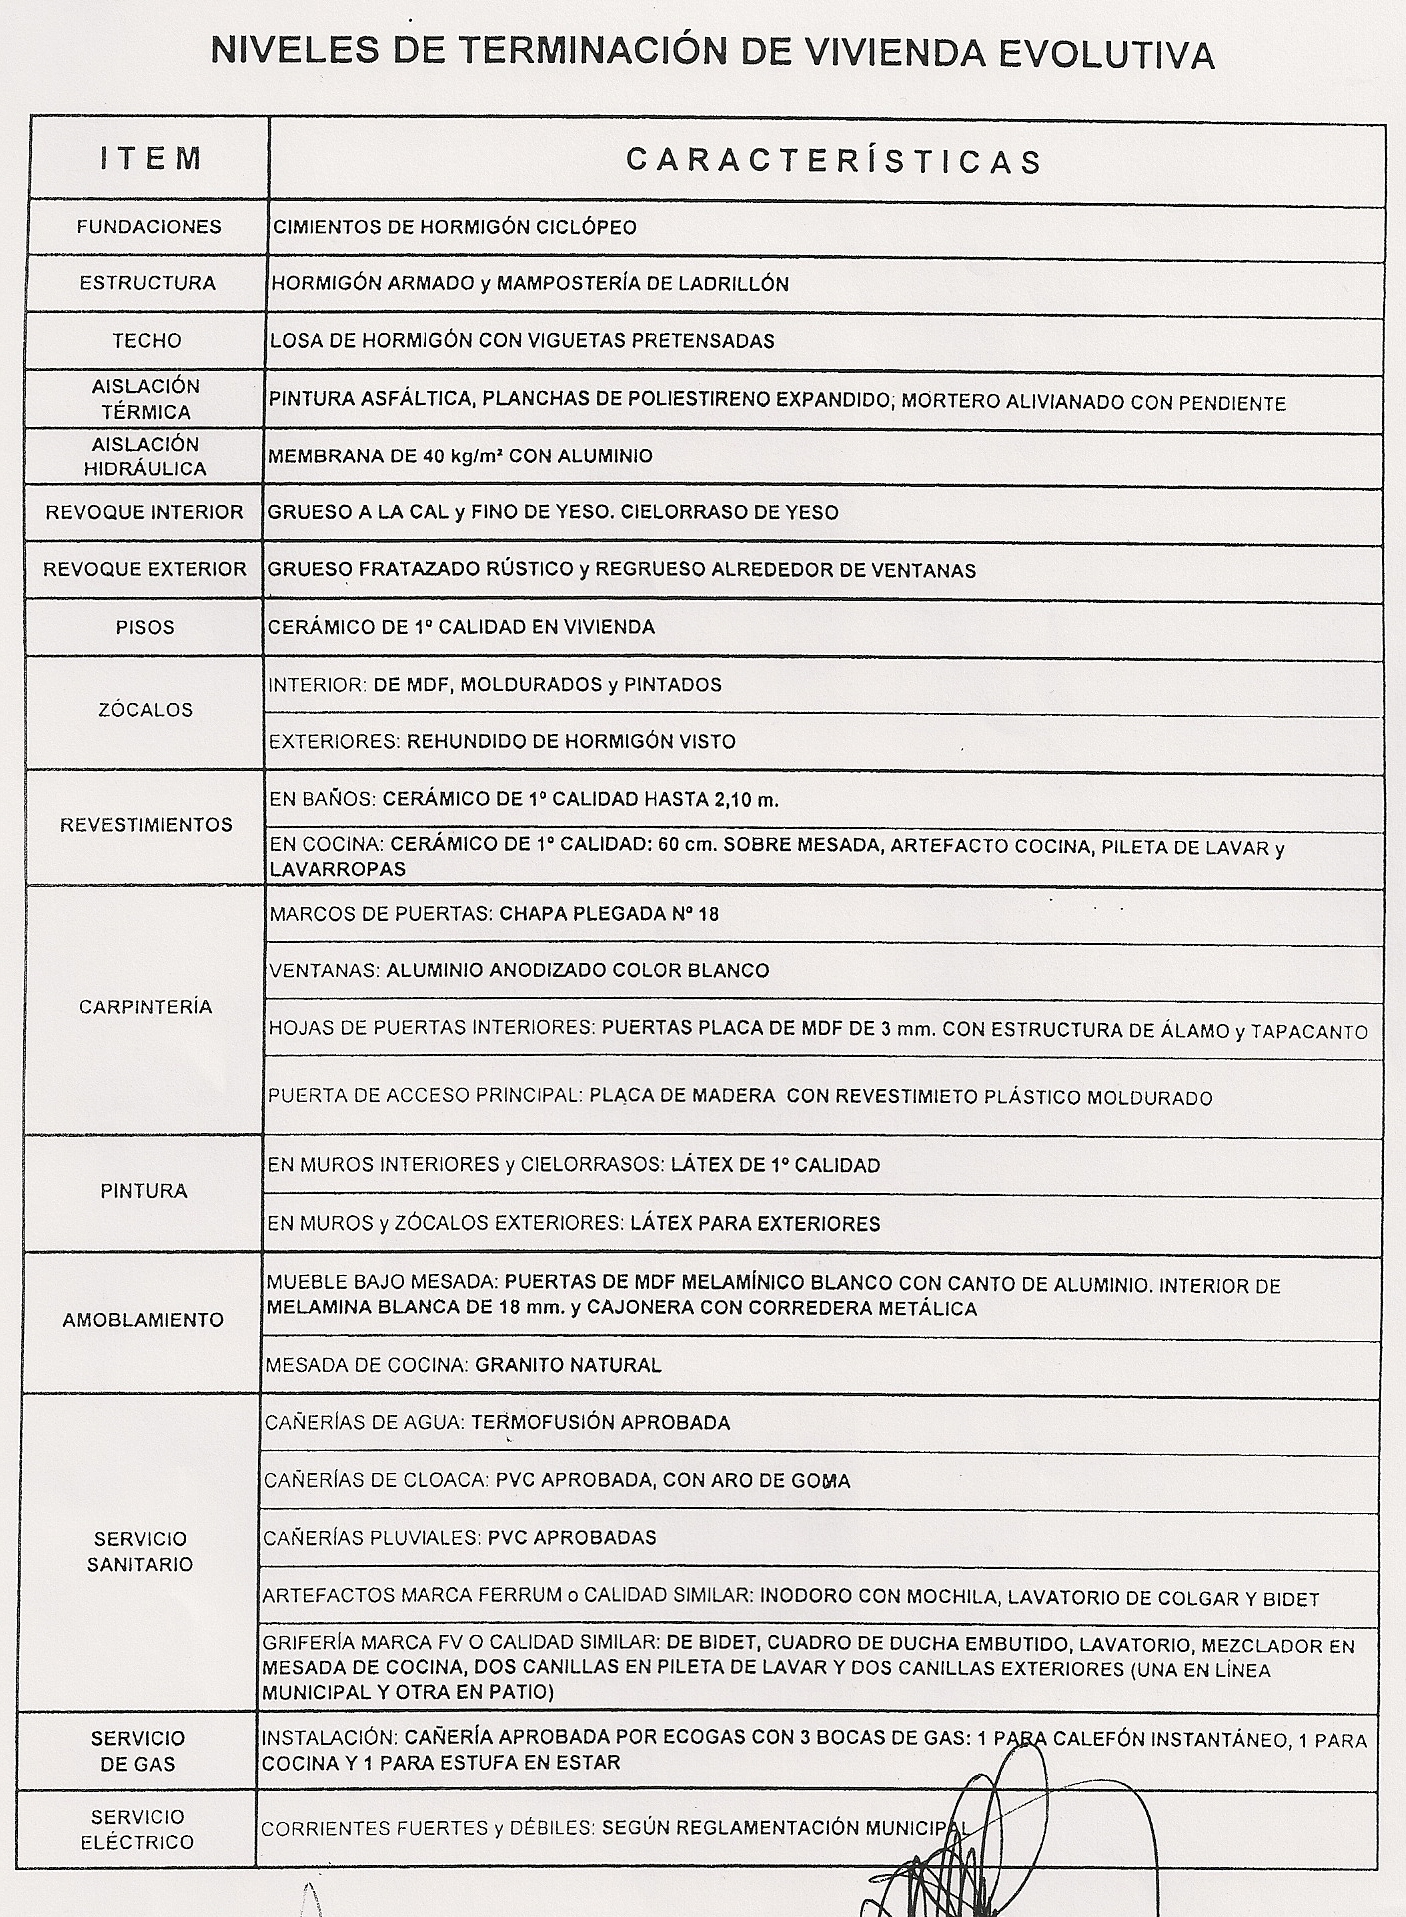 NIVELES DE TERMINACIÓN DE VIVIENDA EVOLUTIVA
ITEM
CARACTERÍSTICAS
FUNDACIONES
CIMIENTOS DE HORMIGÓN CICLÓPEO
ESTRUCTURA
HORMIGÓN ARMADO y MAMPOSTERÍA DE LADRILLÓN
TECHO
LOSA DE HORMIGÓN CON VIGUETAS PRETENSADAS
AISLACIÓN
TÉRMICA
PINTURA ASFÁLTICA, PLANCHAS DE POLIESTIRENO EXPANDIDO; MORTERO ALIVIANADO CON PENDIENTE
AISLACIÓN
HIDRÁULICA
MEMBRANA DE 40 kg/m² CON ALUMINIO
REVOQUE INTERIOR
GRUESO A LA CAL y FINO DE YESO. CIELORRASO DE YESO
REVOQUE EXTERIOR
GRUESO FRATAZADO RÚSTICO y REGRUESO ALREDEDOR DE VENTANAS
PISOS
CERÁMICO DE 1º CALIDAD EN VIVIENDA
ZÓCALOS
INTERIOR: DE MDF, MOLDURADOS y PINTADOS
EXTERIORES: REHUNDIDO DE HORMIGÓN VISTO
REVESTIMIENTOS
EN BAÑOS: CERÁMICO DE 1º CALIDAD HASTA 2,10 m.
EN COCINA: CERÁMICO DE 1º CALIDAD: 60 cm. SOBRE MESADA, ARTEFACTO COCINA, PILETA DE LAVAR y
LAVARROPAS
CARPINTERÍA
MARCOS DE PUERTAS: CHAPA PLEGADA Nº 18
VENTANAS: ALUMINIO ANODIZADO COLOR BLANCO
HOJAS DE PUERTAS INTERIORES: PUERTAS PLACA DE MDF DE 3 mm. CON ESTRUCTURA DE ÁLAMO y TAPACANTO
PUERTA DE ACCESO PRINCIPAL: PLACA DE MADERA CON REVESTIMIETO PLÁSTICO MOLDURADO
PINTURA
EN MUROS INTERIORES y CIELORRASOS: LÁTEX DE 1º CALIDAD
EN MUROS y ZÓCALOS EXTERIORES: LÁTEX PARA EXTERIORES
AMOBLAMIENTO
MUEBLE BAJO MESADA: PUERTAS DE MDF MELAMÍNICO BLANCO CON CANTO DE ALUMINIO. INTERIOR DE
MELAMINA BLANCA DE 18 mm. y CAJONERA CON CORREDERA METÁLICA
MESADA DE COCINA: GRANITO NATURAL
SERVICIO
SANITARIO
CAÑERÍAS DE AGUA: TERMOFUSIÓN APROBADA
CAÑERÍAS DE CLOACA: PVC APROBADA, CON ARO DE GOMA
CAÑERÍAS PLUVIALES: PVC APROBADAS
ARTEFACTOS MARCA FERRUM o CALIDAD SIMILAR: INODORO CON MOCHILA, LAVATORIO DE COLGAR Y BIDET
GRIFERÍA MARCA FV O CALIDAD SIMILAR: DE BIDET, CUADRO DE DUCHA EMBUTIDO, LAVATORIO, MEZCLADOR EN
MESADA DE COCINA, DOS CANILLAS EN PILETA DE LAVAR Y DOS CANILLAS EXTERIORES (UNA EN LÍNEA
MUNICIPAL Y OTRA EN PATIO)
SERVICIO
DE GAS
INSTALACIÓN: CAÑERÍA APROBADA POR ECOGAS CON 3 BOCAS DE GAS: 1 PARA CALEFÓN INSTANTÁNEO, 1 PARA
COCINA Y 1 PARA ESTUFA EN ESTAR
SERVICIO
ELÉCTRICO
CORRIENTES FUERTES y DÉBILES: SEGÚN REGLAMENTACIÓN MUNICIPAL